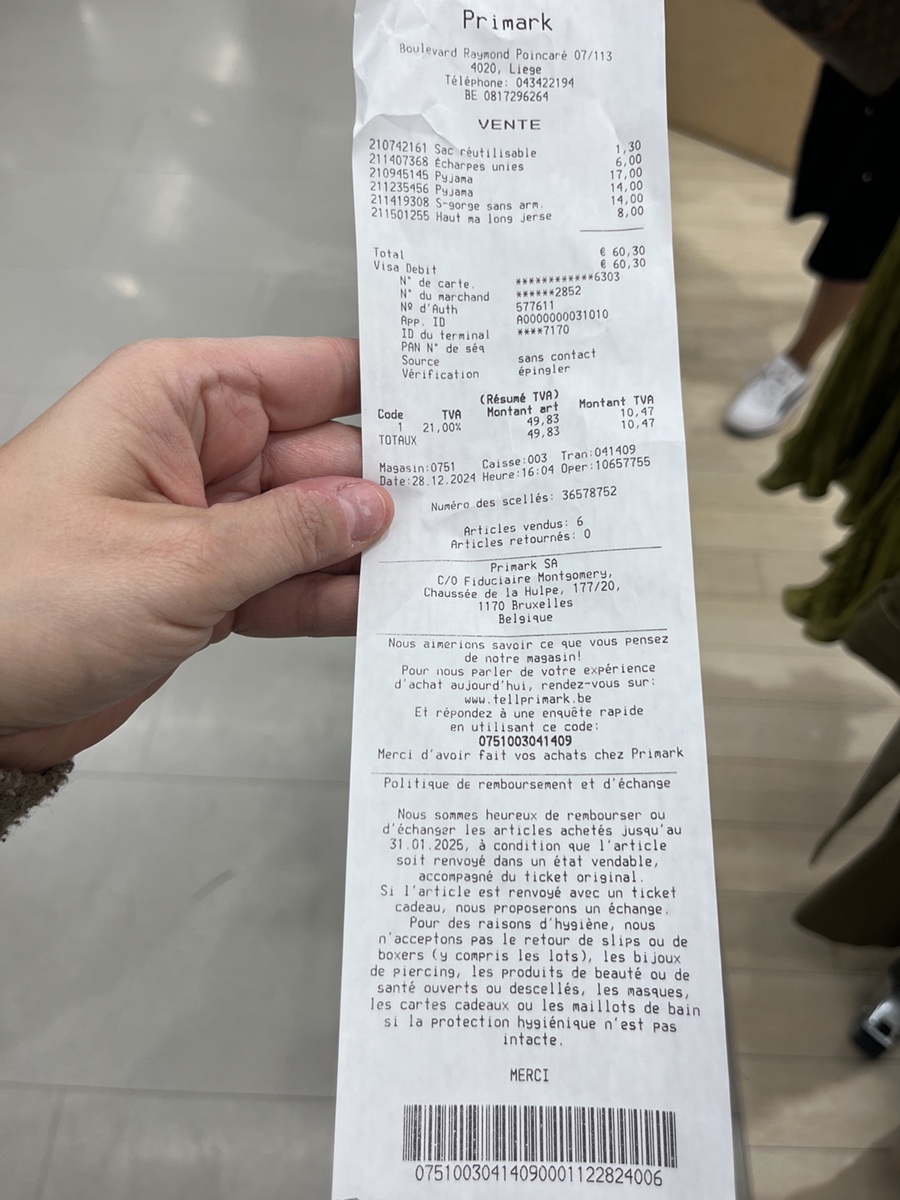 Primark
Boulevard Raymond Poincaré 07/113
4020, Liege
Téléphone: 043422194
BE 0817296264
VENTE
210742161 Sac réutilisable 1,30
211407368 Écharpes unies 6,00
210945145 Pyjama 17,00
211235456 Pyjama 14,00
211419308 S-gorge sans arm. 14,00
211501255 Haut ma long jerse 8,00
Total € 60,30
Visa Debit € 60,30
N° de carte. ************6303
N° du marchand ******2852
Nº d'Auth 577611
App. ID A0000000031010
ID du terminal ****7170
PAN N° de séq
Source sans contact
Vérification épingler
(Résumé TVA)
Code TVA Montant art Montant TVA
1 21,00% 49,83 10,47
TOTAUX 49,83 10,47
Magasin:0751 Caisse:003 Tran:041409
Date:28.12.2024 Heure:16:04 Oper:10657755
Numéro des scellés: 36578752
Articles vendus: 6
Articles retournés: 0
Primark SA
C/O Fiduciaire Montgomery,
Chaussée de la Hulpe, 177/20,
1170 Bruxelles
Belgique
Nous aimerions savoir ce que vous pensez
de notre magasin!
Pour nous parler de votre expérience
d'achat aujourd'hui, rendez-vous sur:
www.tellprimark.be
Et répondez à une enquête rapide
en utilisant ce code:
0751003041409
Merci d'avoir fait vos achats chez Primark
Politique de remboursement et d'échange
Nous sommes heureux de rembourser ou
d'échanger les articles achetés jusqu'au
31.01.2025, à condition que l'article
soit renvoyé dans un état vendable,
accompagné du ticket original.
Si l'article est renvoyé avec un ticket
cadeau, nous proposerons un échange.
Pour des raisons d'hygiène, nous
n'acceptons pas le retour de slips ou de
boxers (y compris les lots), les bijoux
de piercing, les produits de beauté ou de
santé ouverts ou descellés, les masques,
les cartes cadeaux ou les maillots de bain
si la protection hygiénique n'est pas
intacte.
MERCI
07510030414090001122824006